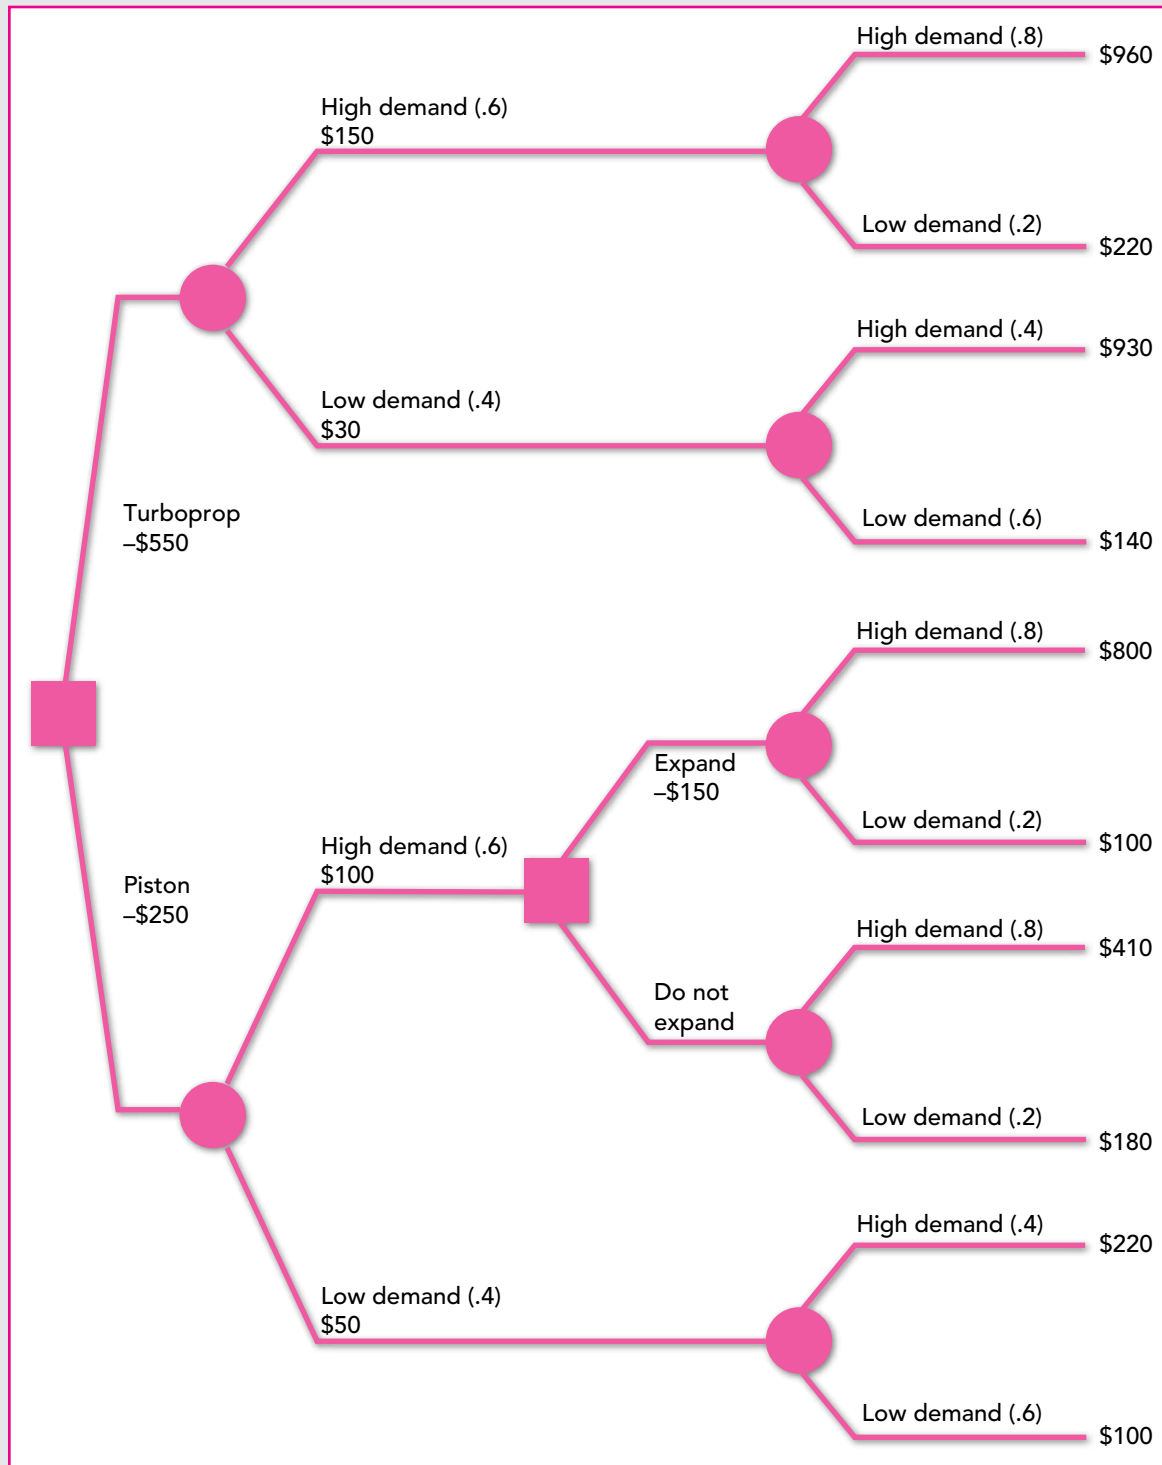 High demand (.8)
$960
High demand (.6)
$150
Low demand (.2)
$220
High demand (.4)
$930
Low demand (.4)
$30
Turboprop
–$550
Low demand (.6)
$140
High demand (.8)
$800
Expand
–$150
Low demand (.2)
$100
High demand (.6)
$100
Piston
–$250
High demand (.8)
$410
Do not
expand
Low demand (.2)
$180
High demand (.4)
$220
Low demand (.4)
$50
Low demand (.6)
$100